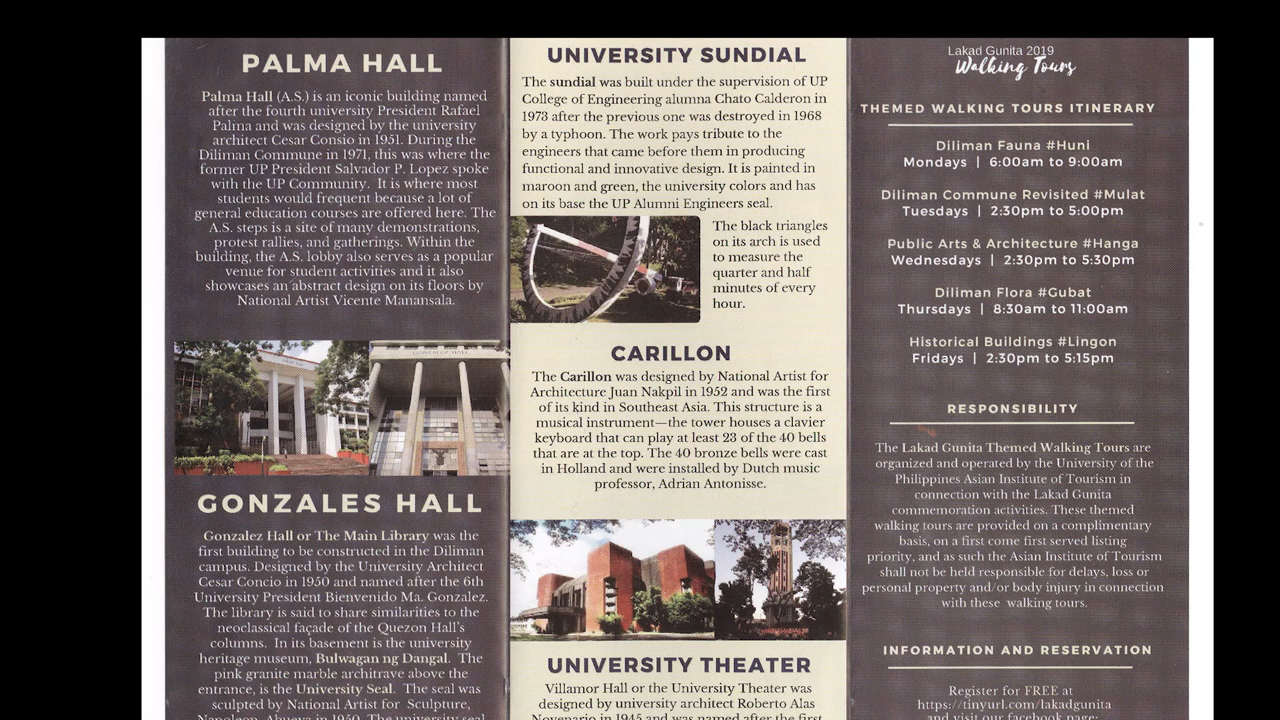 PALMA HALL
Palma Hall (A.S.) is an iconic building named
after the fourth university President Rafael
Palma and was designed by the university
architect Cesar Consio in 1951. During the
Diliman Commune in 1971, this was where the
former UP President Salvador P. Lopez spoke
with the UP Community. It is where most
students would frequent because a lot of
general education courses are offered here. The
A.S. steps is a site of many demonstrations,
protest rallies, and gatherings. Within the
building, the A.S. lobby also serves as a popular
venue for student activities and it also
showcases an abstract design on its floors by
National Artist Vicente Manansala.
GONZALEZ HALL
GONZALES HALL
Gonzalez Hall or The Main Library was the
first building to be constructed in the Diliman
campus. Designed by the University Architect
Cesar Concio in 1950 and named after the 6th
University President Bienvenido Ma. Gonzalez.
The library is said to share similarities to the
neoclassical façade of the Quezon Hall's
columns. In its basement is the university
heritage museum, Bulwagan ng Dangal. The
pink granite marble architrave above the
entrance, is the University Seal. The seal was
sculpted by National Artist for Sculpture,
Napoleon Abueva in 1950. The university seal
UNIVERSITY SUNDIAL
The sundial was built under the supervision of UP
College of Engineering alumna Chato Calderon in
1973 after the previous one was destroyed in 1968
by a typhoon. The work pays tribute to the
engineers that came before them in producing
functional and innovative design. It is painted in
maroon and green, the university colors and has
on its base the UP Alumni Engineers seal.
The black triangles
on its arch is used
to measure the
quarter and half
minutes of every
hour.
CARILLON
The Carillon was designed by National Artist for
Architecture Juan Nakpil in 1952 and was the first
of its kind in Southeast Asia. This structure is a
musical instrument—the tower houses a clavier
keyboard that can play at least 23 of the 40 bells
that are at the top. The 40 bronze bells were cast
in Holland and were installed by Dutch music
professor, Adrian Antonisse.
UNIVERSITY THEATER
Villamor Hall or the University Theater was
designed by university architect Roberto Alas
Novenario in 1945 and was named after the first
Lakad Gunita 2019
Walking Tours
THEMED WALKING TOURS ITINERARY
Diliman Fauna #Huni
Mondays | 6:00am to 9:00am
Diliman Commune Revisited #Mulat
Tuesdays | 2:30pm to 5:00pm
Public Arts & Architecture #Hanga
Wednesdays | 2:30pm to 5:30pm
Diliman Flora #Gubat
Thursdays | 8:30am to 11:00am
Historical Buildings #Lingon
Fridays | 2:30pm to 5:15pm
RESPONSIBILITY
The Lakad Gunita Themed Walking Tours are
organized and operated by the University of the
Philippines Asian Institute of Tourism in
connection with the Lakad Gunita
commemoration activities. These themed
walking tours are provided on a complimentary
basis, on a first come first served listing
priority, and as such the Asian Institute of Tourism
shall not be held responsible for delays, loss or
personal property and/or body injury in connection
with these walking tours.
INFORMATION AND RESERVATION
Register for FREE at
https://tinyurl.com/lakadgunita
and visit our facebook page: